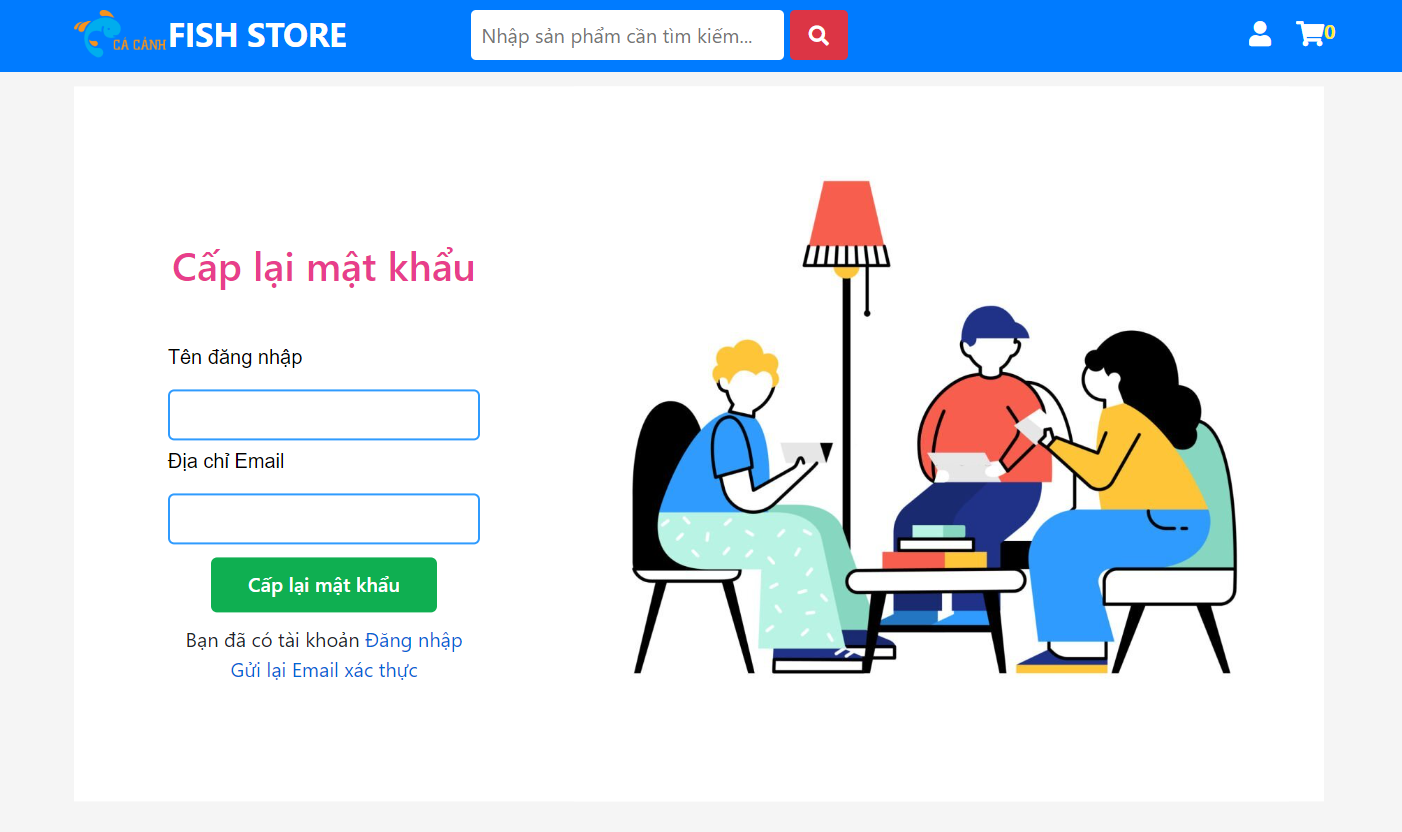 CÁ CẢNH FISH STORE
Nhập sản phẩm cần tìm kiếm...
0
Cấp lại mật khẩu
Tên đăng nhập
Địa chỉ Email
Cấp lại mật khẩu
Bạn đã có tài khoản Đăng nhập
Gửi lại Email xác thực